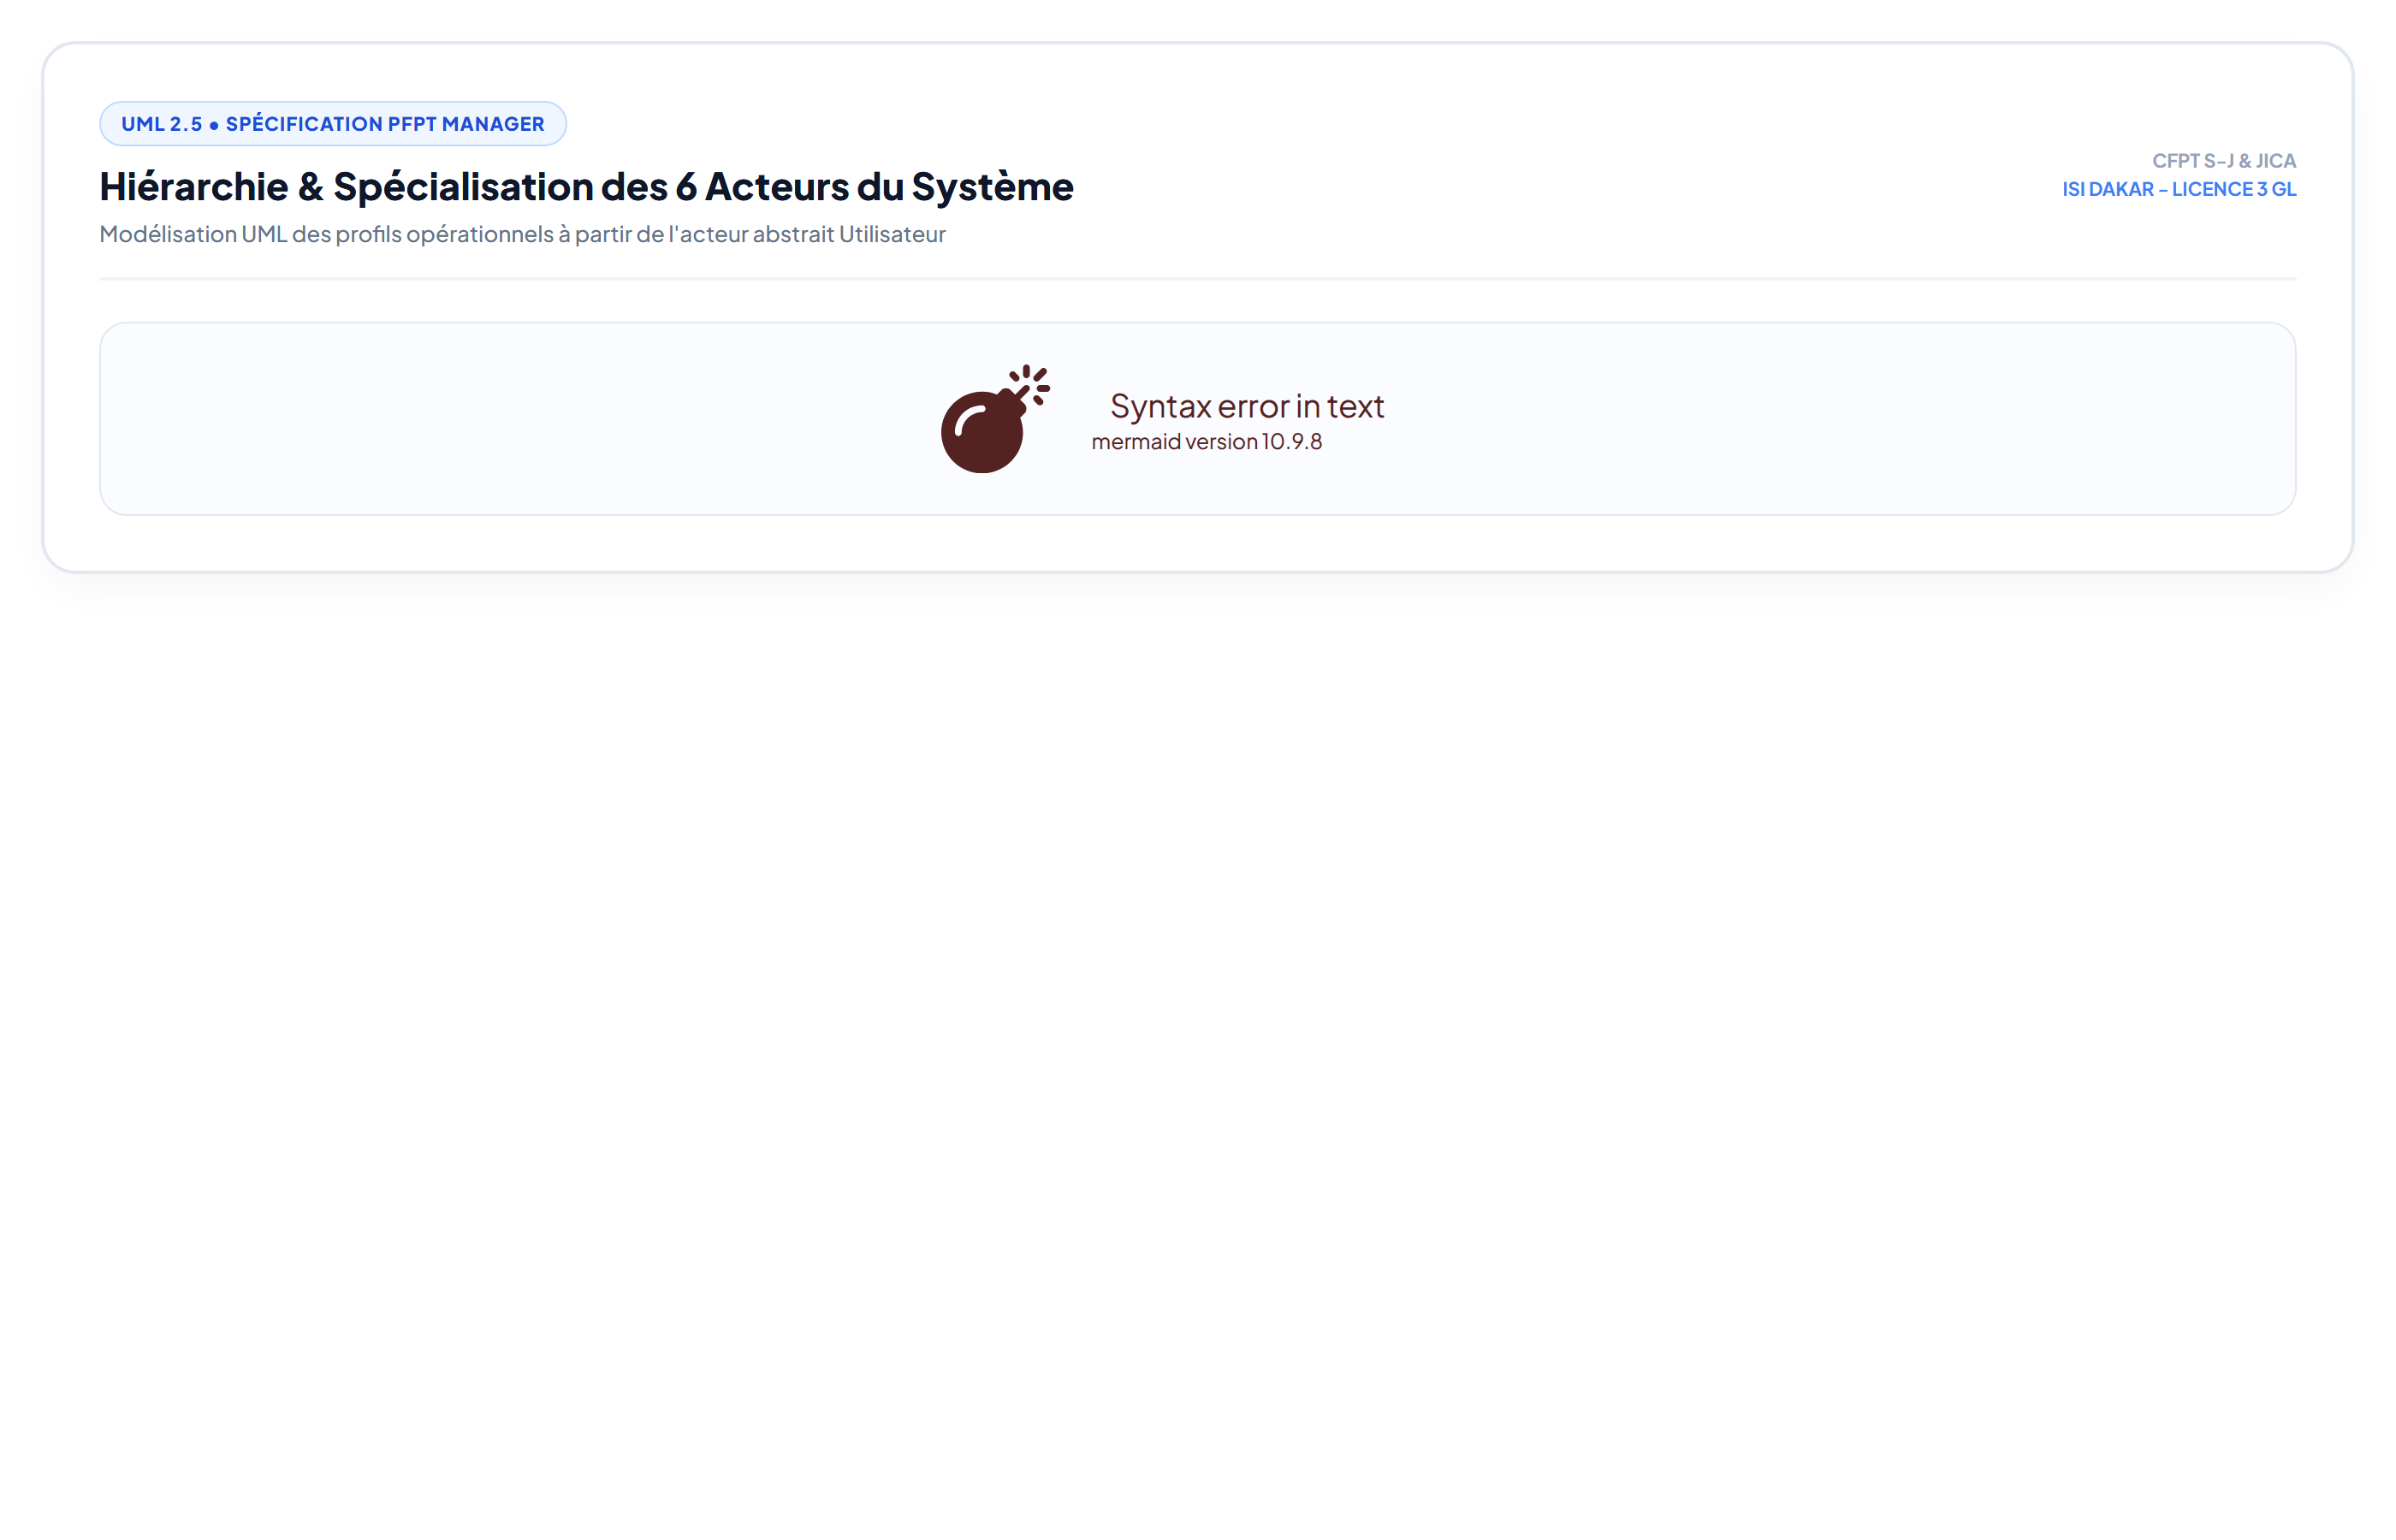 UML 2.5 • SPÉCIFICATION PFPT MANAGER
Hiérarchie & Spécialisation des 6 Acteurs du Système
Modélisation UML des profils opérationnels à partir de l'acteur abstrait Utilisateur
CFPT S-J & JICA
ISI DAKAR - LICENCE 3 GL
Syntax error in text
mermaid version 10.9.8